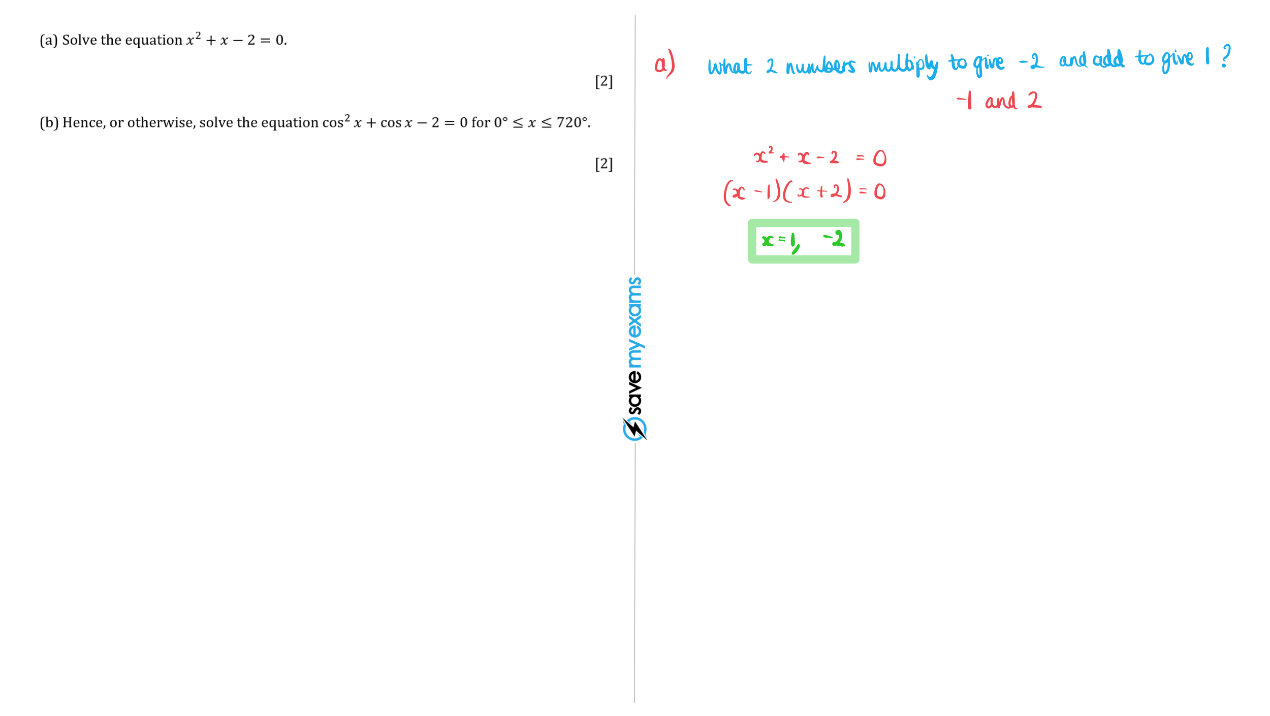 (a) Solve the equation x² + x − 2 = 0.
[2]
(b) Hence, or otherwise, solve the equation cos² x + cos x − 2 = 0 for 0° ≤ x ≤ 720°.
[2]
save my exams
a) What 2 numbers multiply to give -2 and add to give 1?
-1 and 2
x² + x - 2 = 0
(x - 1)(x + 2) = 0
x = 1, -2